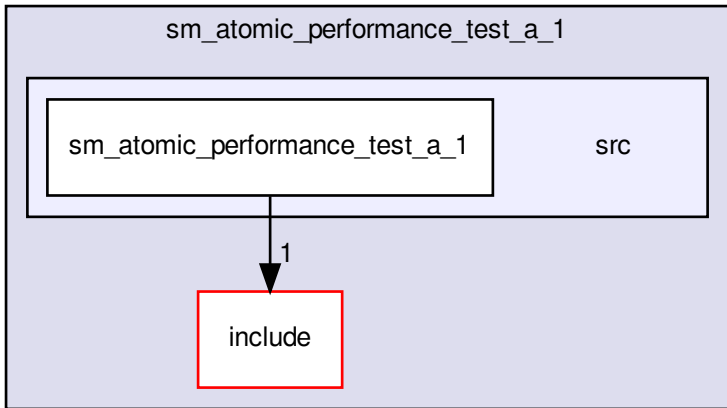 sm_atomic_performance_test_a_1
sm_atomic_performance_test_a_1
src
1
include